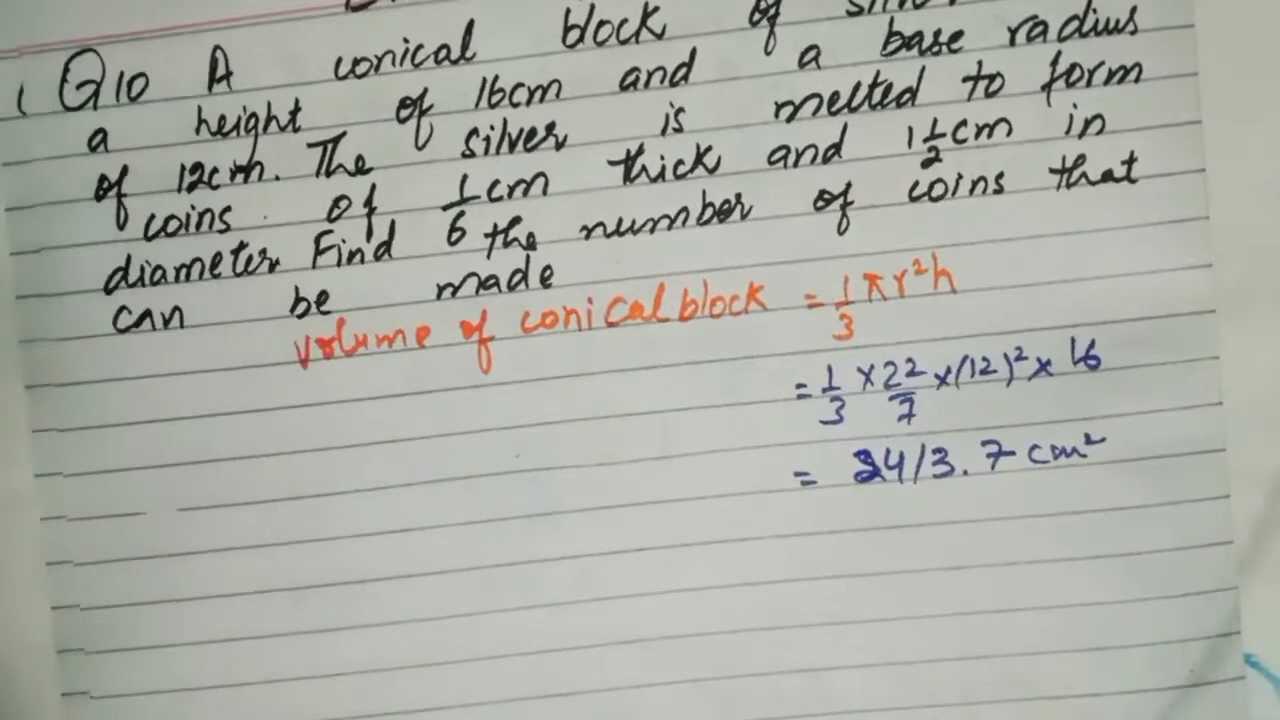 Q10 A conical block of
a height of 16cm and a base radius
of 12cm. The silver is melted to form
coins of 1/6 cm thick and 1 1/2 cm in
diameter Find the number of coins that
can be made
volume of conical block = 1/3 πr²h
= 1/3 × 22/7 × (12)² × 16
= 2413.7 cm²